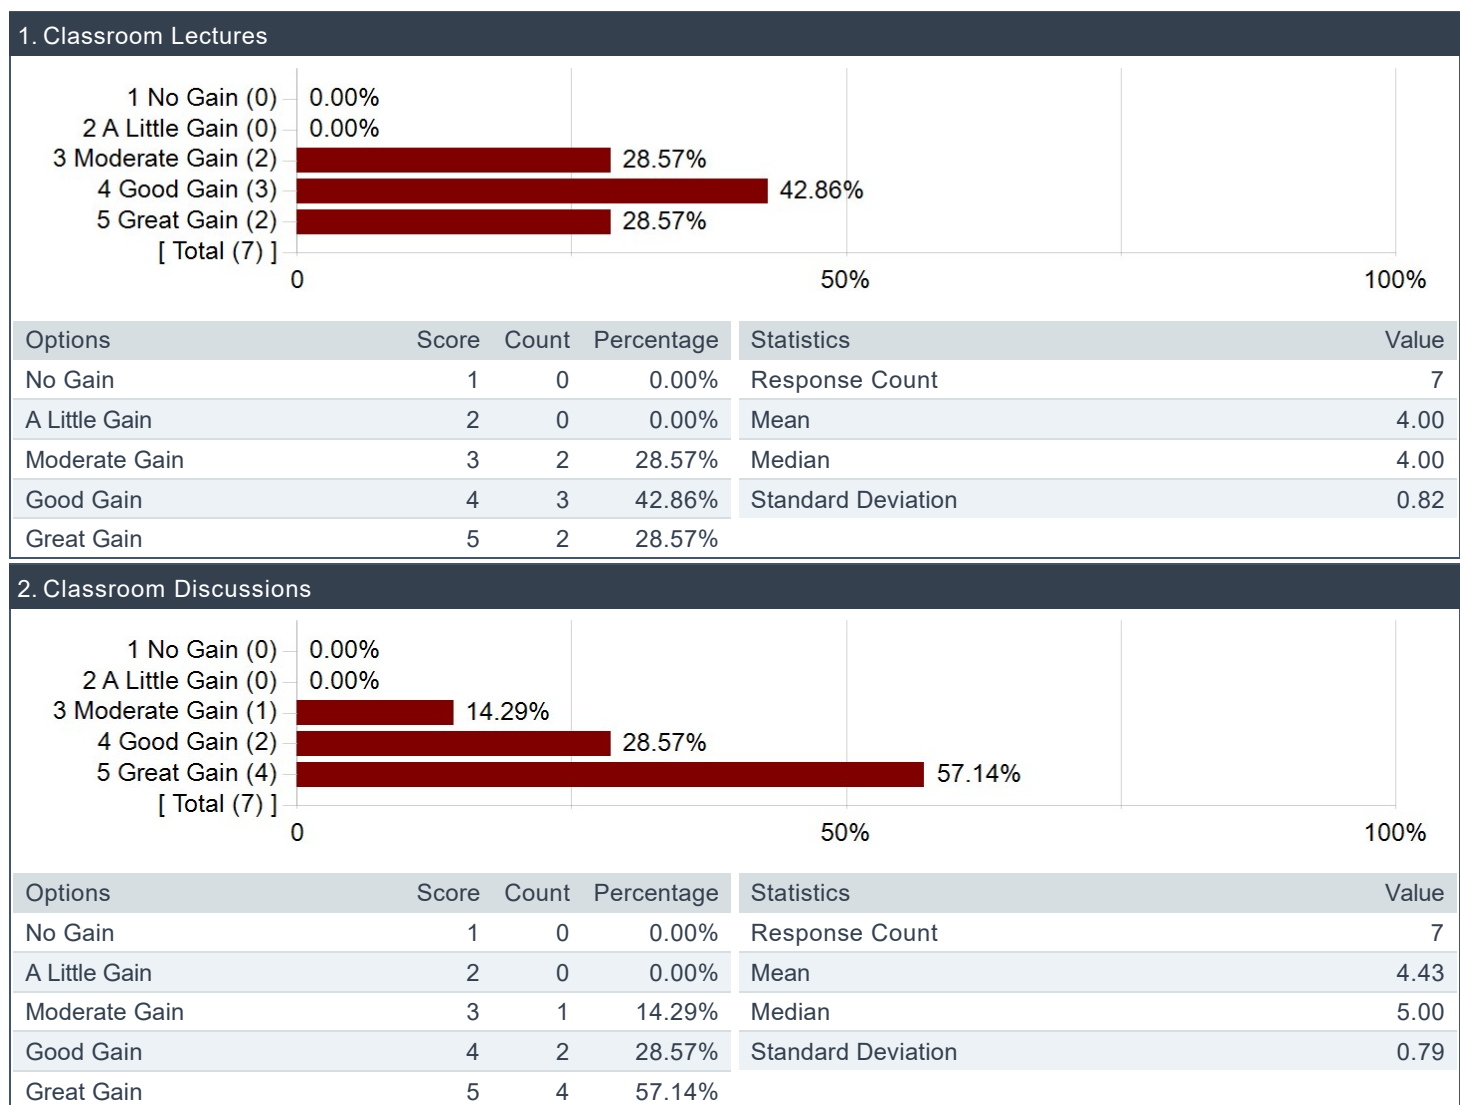 1. Classroom Lectures
1 No Gain (0) 0.00%
2 A Little Gain (0) 0.00%
3 Moderate Gain (2) 28.57%
4 Good Gain (3) 42.86%
5 Great Gain (2) 28.57%
[ Total (7) ]
0 50% 100%
Options Score Count Percentage Statistics Value
No Gain 1 0 0.00% Response Count 7
A Little Gain 2 0 0.00% Mean 4.00
Moderate Gain 3 2 28.57% Median 4.00
Good Gain 4 3 42.86% Standard Deviation 0.82
Great Gain 5 2 28.57%
2. Classroom Discussions
1 No Gain (0) 0.00%
2 A Little Gain (0) 0.00%
3 Moderate Gain (1) 14.29%
4 Good Gain (2) 28.57%
5 Great Gain (4) 57.14%
[ Total (7) ]
0 50% 100%
Options Score Count Percentage Statistics Value
No Gain 1 0 0.00% Response Count 7
A Little Gain 2 0 0.00% Mean 4.43
Moderate Gain 3 1 14.29% Median 5.00
Good Gain 4 2 28.57% Standard Deviation 0.79
Great Gain 5 4 57.14%